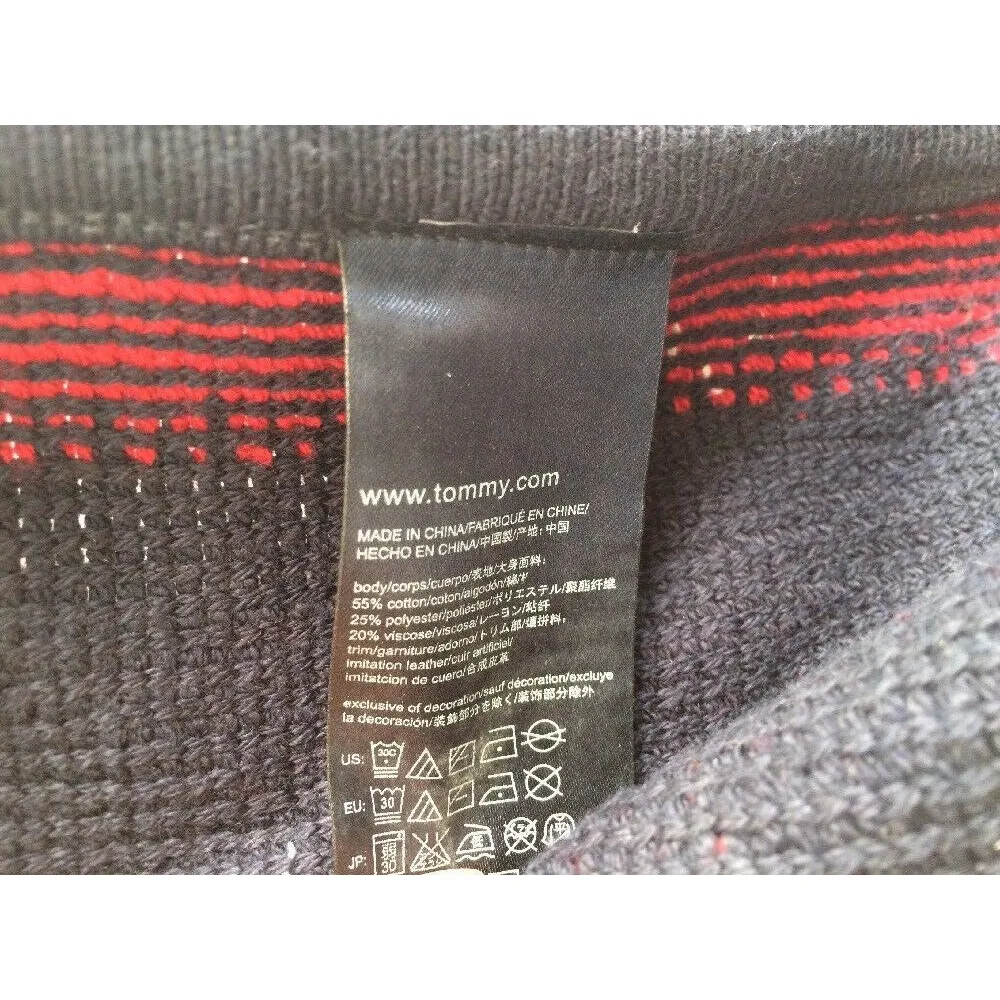 www.tommy.com
MADE IN CHINA/FABRIQUÉ EN CHINE/
HECHO EN CHINA/中国製/产地: 中国
body/corps/cuerpo/表地/大身面料:
55% cotton/coton/algodón/綿/
25% polyester/poliéster/ポリエステル/聚酯纤维
20% viscose/viscosa/レーヨン/粘纤
trim/garniture/adorno/トリム部/镶拼料:
imitation leather/cuir artificiel/
imitatcion de cuero/合成皮革
exclusive of decoration/sauf décoration/excluye
la decoración/装飾部分を除く/装饰部分除外
US: 30C
EU: 30
JP: 30 低